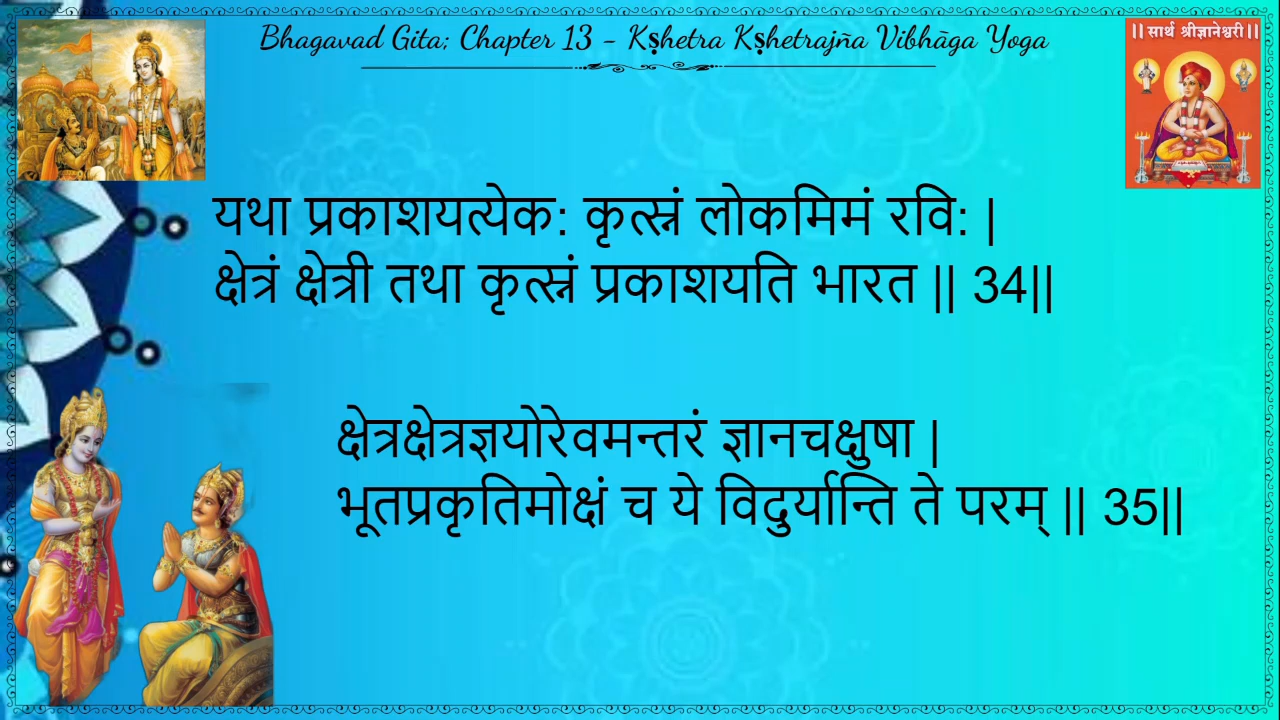 Bhagavad Gita; Chapter 13 - Kṣhetra Kṣhetrajña Vibhāga Yoga
|| सार्थ श्रीज्ञानेश्वरी ||
यथा प्रकाशयत्येक: कृत्स्नं लोकमिमं रवि: |
क्षेत्रं क्षेत्री तथा कृत्स्नं प्रकाशयति भारत || 34||
क्षेत्रक्षेत्रज्ञयोरेवमन्तरं ज्ञानचक्षुषा |
भूतप्रकृतिमोक्षं च ये विदुर्यान्ति ते परम् || 35||